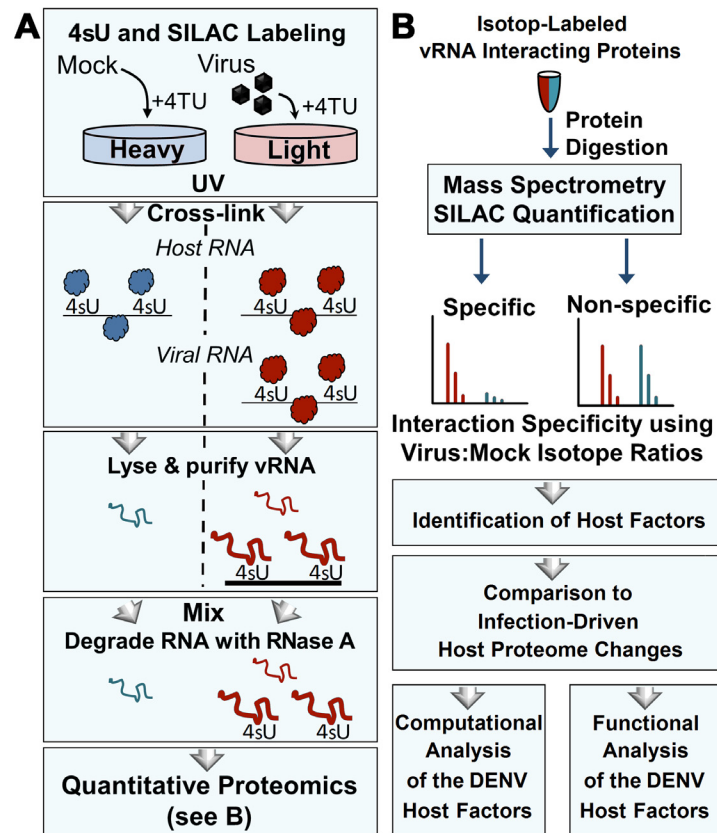 A
4sU and SILAC Labeling
Mock
Virus
+4TU
+4TU
Heavy
Light
UV
Cross-link
Host RNA
4sU
4sU
4sU
4sU
Viral RNA
4sU
4sU
Lyse & purify vRNA
4sU
4sU
Mix
Degrade RNA with RNase A
4sU
4sU
Quantitative Proteomics
(see B)
B
Isotop-Labeled
vRNA Interacting Proteins
Protein
Digestion
Mass Spectrometry
SILAC Quantification
Specific
Non-specific
Interaction Specificity using
Virus:Mock Isotope Ratios
Identification of Host Factors
Comparison to
Infection-Driven
Host Proteome Changes
Computational
Analysis
of the DENV
Host Factors
Functional
Analysis
of the DENV
Host Factors